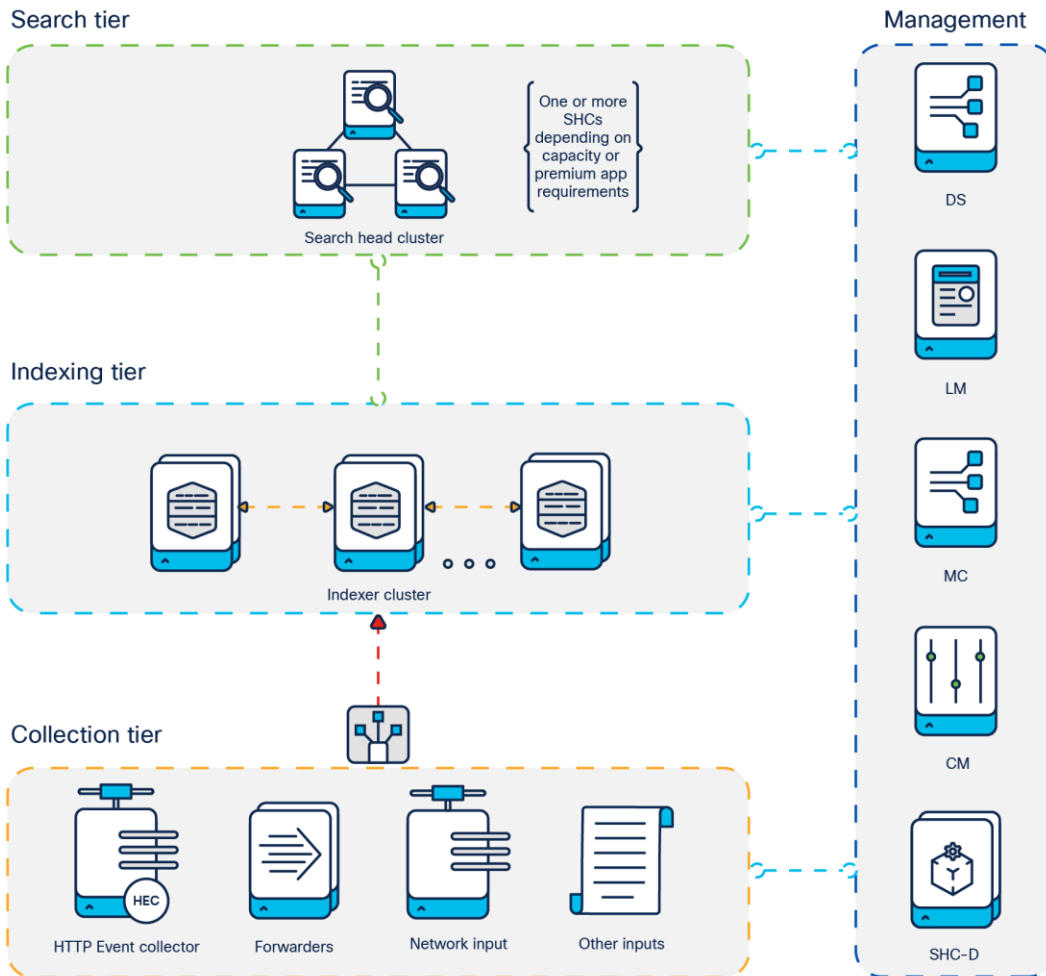 Search tier
Management
One or more
SHCs
depending on
capacity or
premium app
requirements
Search head cluster
DS
LM
Indexing tier
Indexer cluster
MC
Collection tier
CM
HEC
HTTP Event collector
Forwarders
Network input
Other inputs
SHC-D